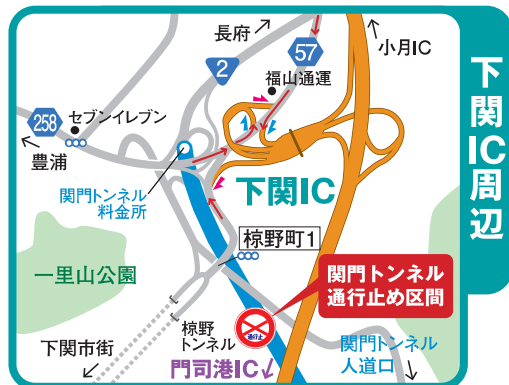 長府
57
小月IC
2
福山通運
258
セブンイレブン
豊浦
関門トンネル
料金所
下関IC
下関IC周辺
椋野町1
一里山公園
関門トンネル
通行止め区間
通行止
椋野
トンネル
下関市街
門司港IC
関門トンネル
人道口